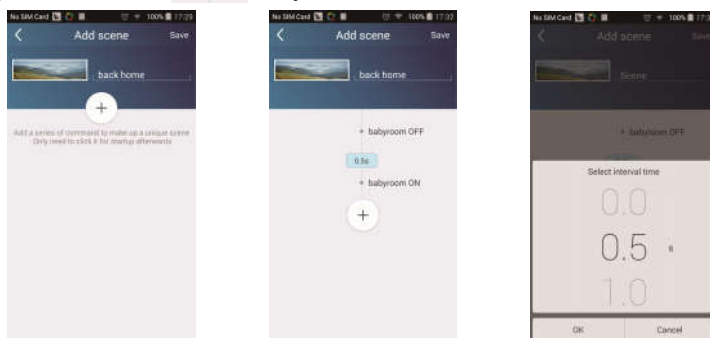 No SIM Card 100% 17:29
Add scene Save
back home
Add a series of command to make up a unique scene
Only need to click it for startup afterwards
No SIM Card 100% 17:32
Add scene Save
back home
babyroom OFF
0.5s
babyroom ON
No SIM Card 100%
Add scene Save
Scene
babyroom OFF
Select interval time
0.0
0.5 s
1.0
OK Cancel